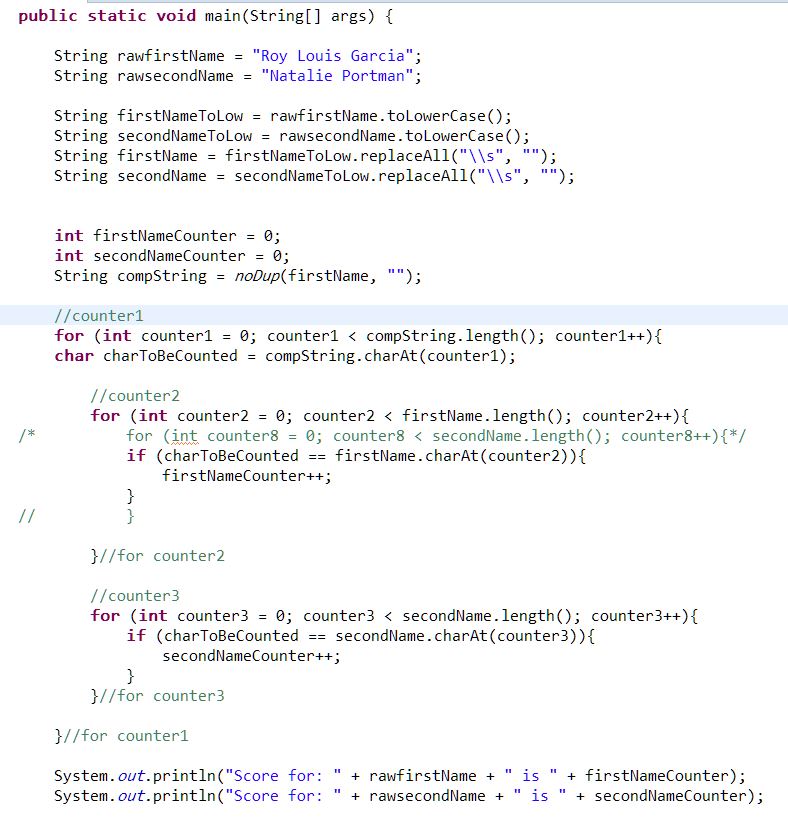 public static void main(String[] args) {
String rawfirstName = "Roy Louis Garcia";
String rawsecondName = "Natalie Portman";
String firstNameToLow = rawfirstName.toLowerCase();
String secondNameToLow = rawsecondName.toLowerCase();
String firstName = firstNameToLow.replaceAll("\\s", "");
String secondName = secondNameToLow.replaceAll("\\s", "");
int firstNameCounter = 0;
int secondNameCounter = 0;
String compString = noDup(firstName, "");
//counter1
for (int counter1 = 0; counter1 < compString.length(); counter1++){
char charToBeCounted = compString.charAt(counter1);
//counter2
for (int counter2 = 0; counter2 < firstName.length(); counter2++){
/* for (int counter8 = 0; counter8 < secondName.length(); counter8++){*/
if (charToBeCounted == firstName.charAt(counter2)){
firstNameCounter++;
}
// }
}//for counter2
//counter3
for (int counter3 = 0; counter3 < secondName.length(); counter3++){
if (charToBeCounted == secondName.charAt(counter3)){
secondNameCounter++;
}
}//for counter3
}//for counter1
System.out.println("Score for: " + rawfirstName + " is " + firstNameCounter);
System.out.println("Score for: " + rawsecondName + " is " + secondNameCounter);